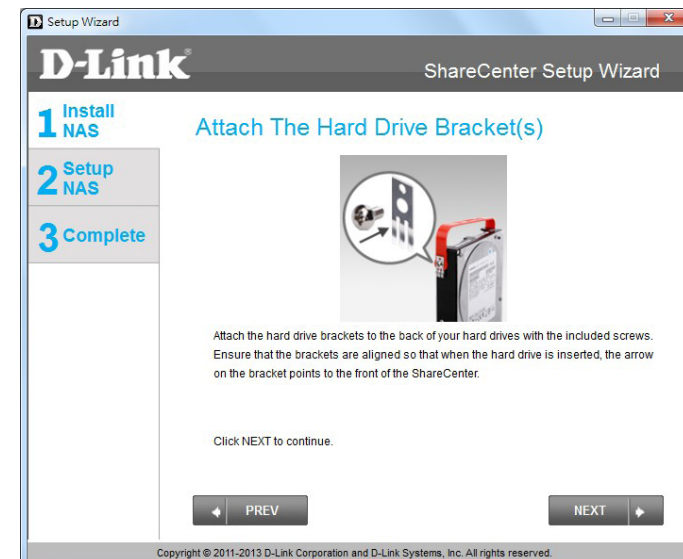 Setup Wizard
D-Link®
ShareCenter Setup Wizard
1 Install
NAS
2 Setup
NAS
3 Complete
Attach The Hard Drive Bracket(s)
Attach the hard drive brackets to the back of your hard drives with the included screws.
Ensure that the brackets are aligned so that when the hard drive is inserted, the arrow
on the bracket points to the front of the ShareCenter.
Click NEXT to continue.
PREV
NEXT
Copyright © 2011-2013 D-Link Corporation and D-Link Systems, Inc. All rights reserved.